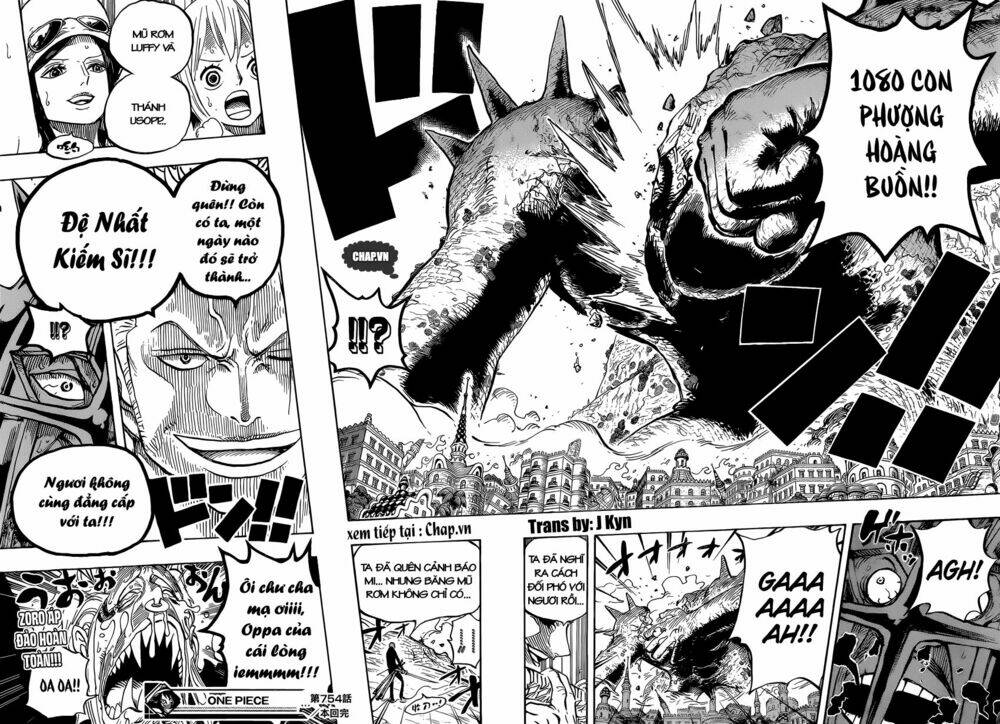 1080 CON
PHƯỢNG
HOÀNG
BUỒN!!
ド
ン!!
CHAP.VN
!!?
AGH!
GAAA
AAAAA
AH!!
TA ĐÃ NGHĨ
RA CÁCH
ĐỐI PHÓ VỚI
NGƯƠI RỒI...
TA ĐÃ QUÊN CẢNH BÁO
MI... NHƯNG BĂNG MŨ
RƠM KHÔNG CHỈ CÓ...
Trans by: J Kyn
xem tiếp tại : Chap.vn
MŨ RƠM
LUFFY VÀ
THÁNH
USOPP..
Đừng
quên!! Còn
có ta, một
ngày nào
đó sẽ trở
thành...
Đệ Nhất
Kiếm Sĩ!!!
!!?
Ngươi không
cùng đẳng cấp
với ta!!!
ドン!!
Ôi chu cha
mạ ơiiii,
Oppa của
cái lòng
iemmmm!!!
ZORO ÁP
ĐẢO HOÀN
TOÀN!!!
OA OA!!
ONE PIECE
第754話
本回完